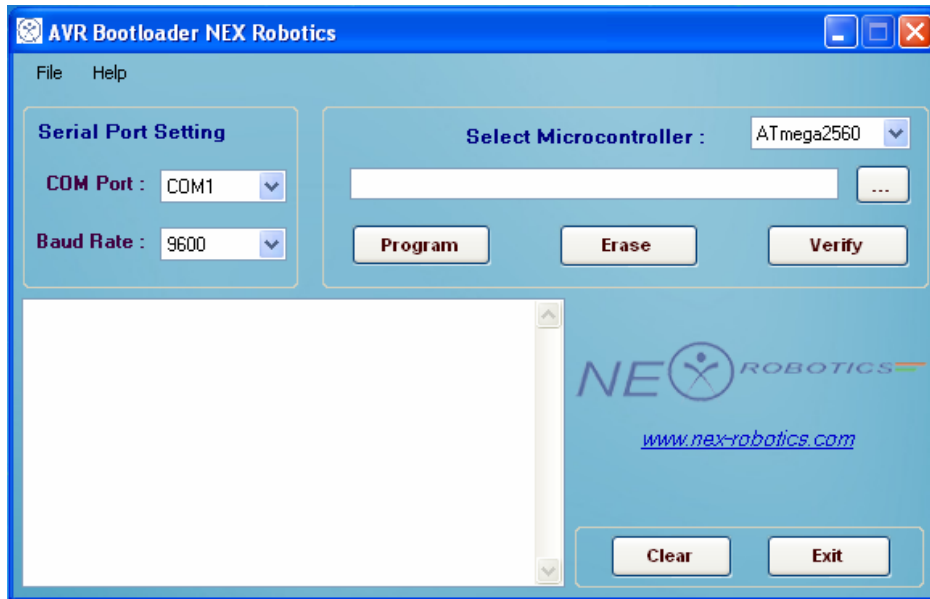 AVR Bootloader NEX Robotics
File Help
Serial Port Setting
COM Port : COM1
Baud Rate : 9600
Select Microcontroller : ATmega2560
...
Program Erase Verify
NEX ROBOTICS
www.nex-robotics.com
Clear Exit